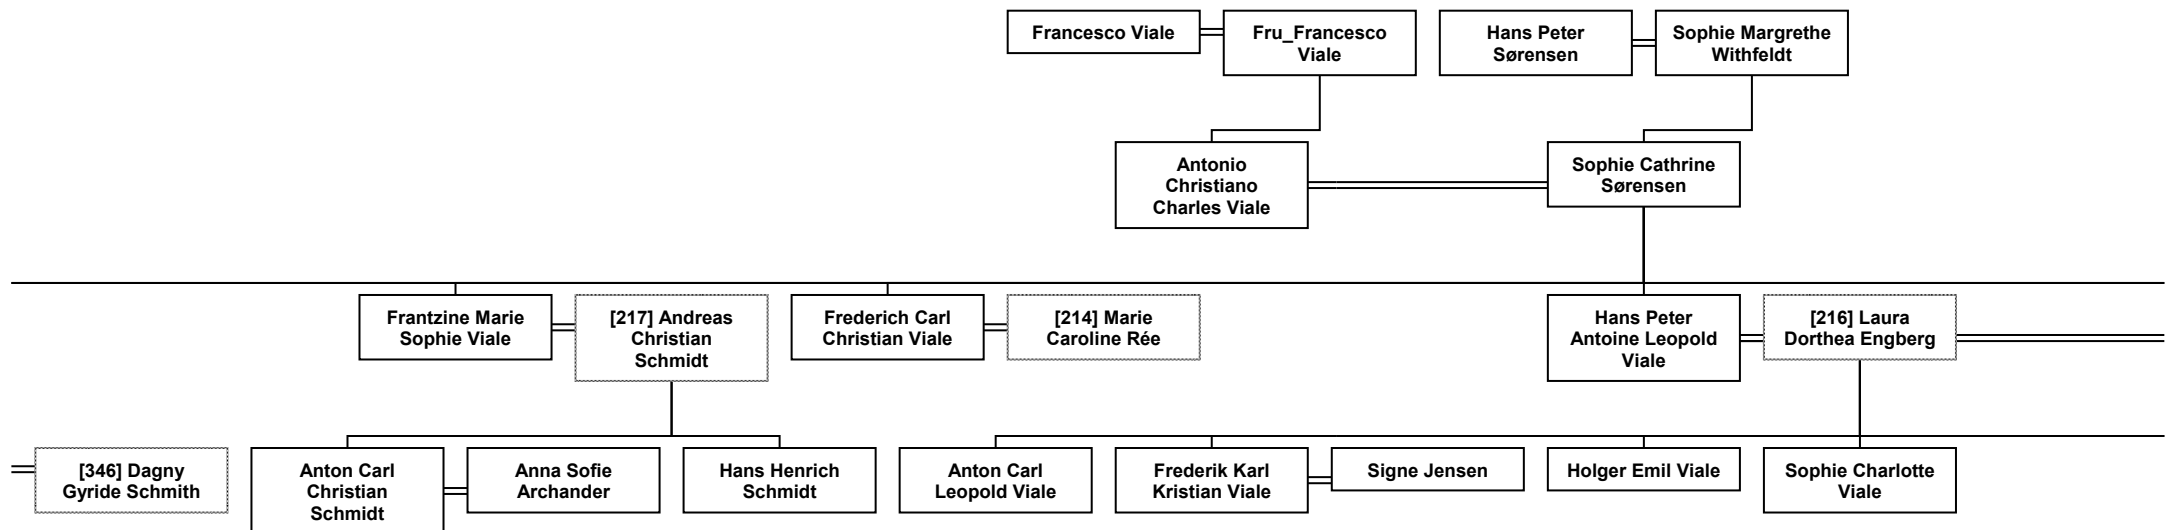 Francesco Viale
Fru_Francesco
Viale
Hans Peter
Sørensen
Sophie Margrethe
Withfeldt
Antonio
Christiano
Charles Viale
Sophie Cathrine
Sørensen
Frantzine Marie
Sophie Viale
[217] Andreas
Christian
Schmidt
Frederich Carl
Christian Viale
[214] Marie
Caroline Rée
Hans Peter
Antoine Leopold
Viale
[216] Laura
Dorthea Engberg
[346] Dagny
Gyride Schmith
Anton Carl
Christian
Schmidt
Anna Sofie
Archander
Hans Henrich
Schmidt
Anton Carl
Leopold Viale
Frederik Karl
Kristian Viale
Signe Jensen
Holger Emil Viale
Sophie Charlotte
Viale